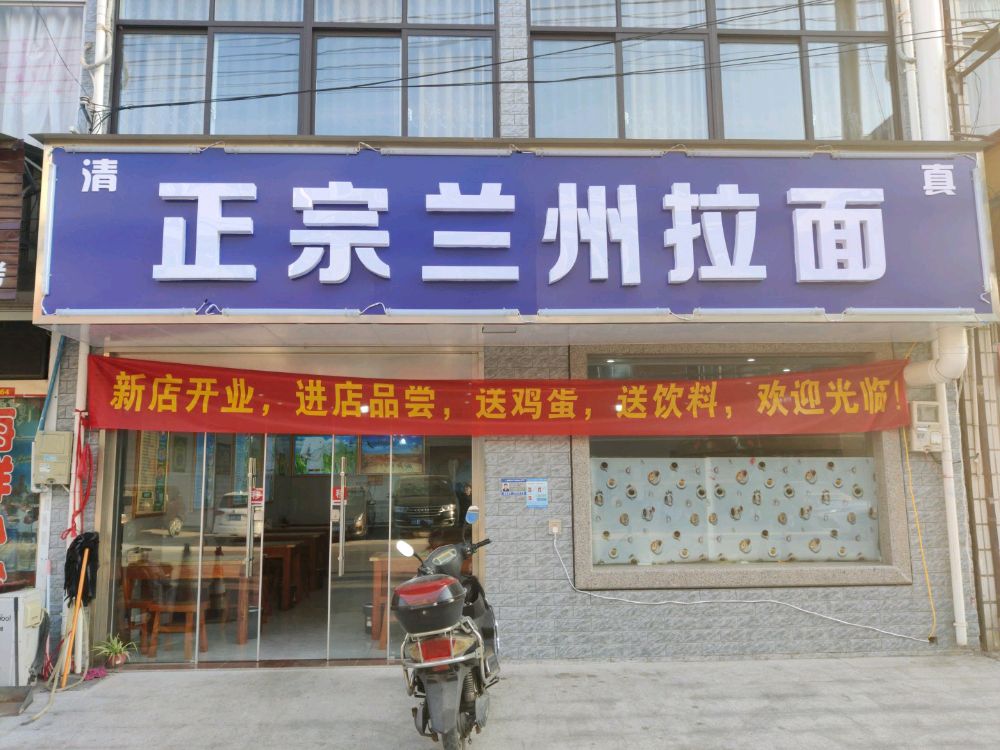 清 正宗兰州拉面 真
新店开业，进店品尝，送鸡蛋，送饮料，欢迎光临！